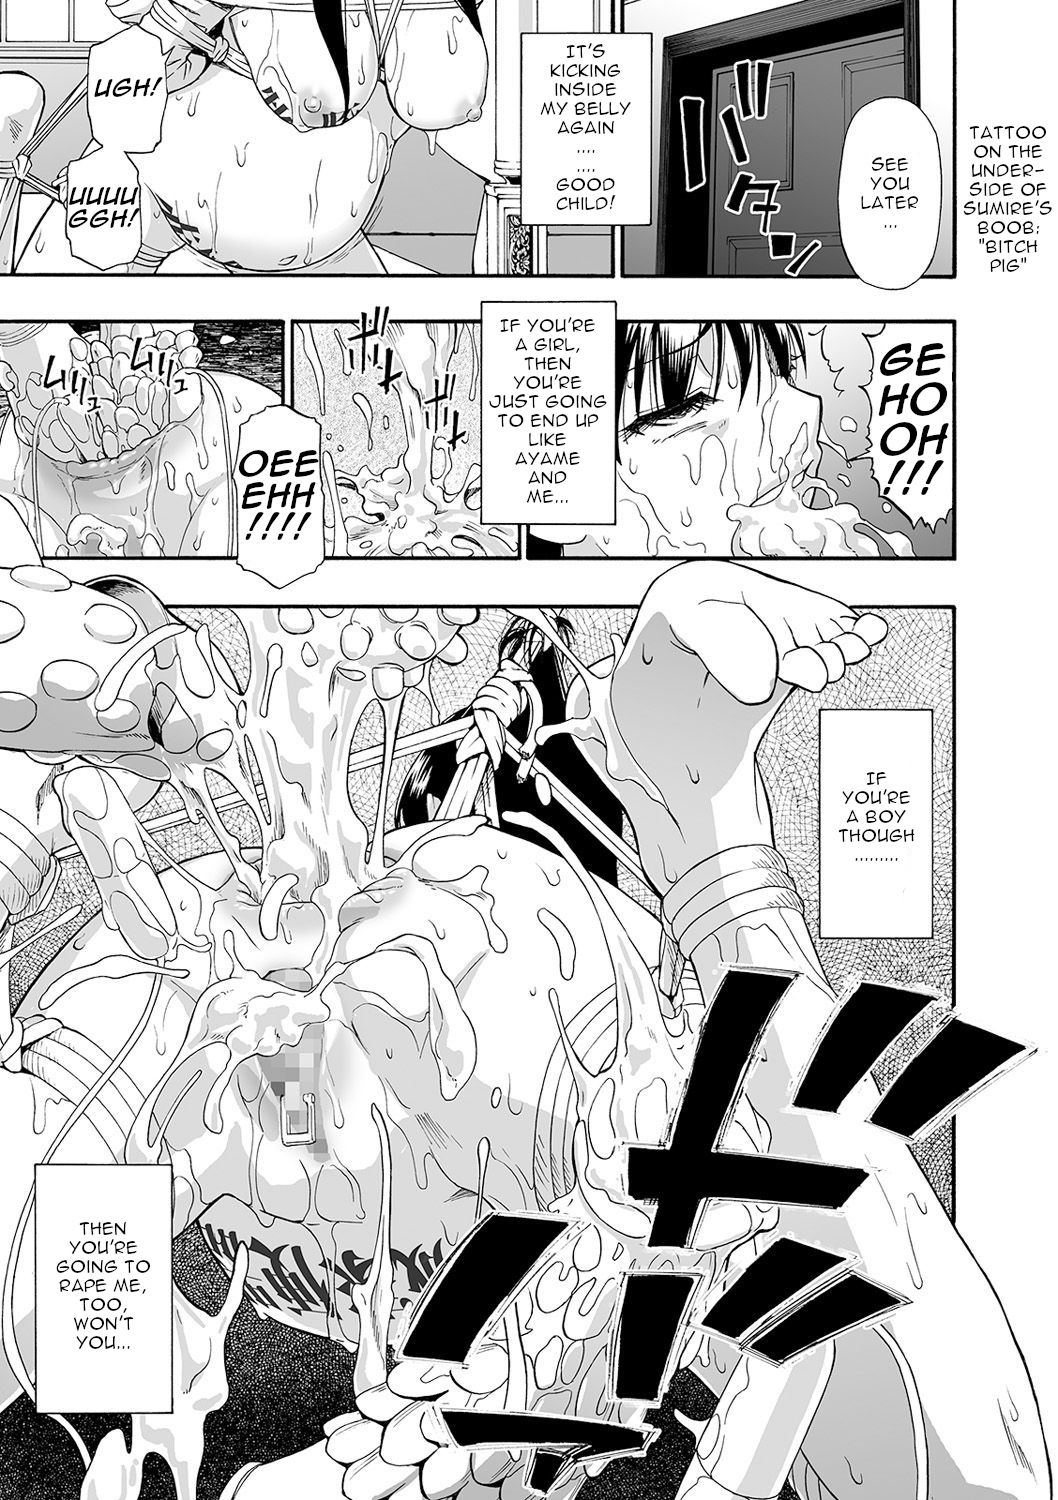 TATTOO
ON THE
UNDER-
SIDE OF
SUMIRE'S
BOOB:
"BITCH
PIG"
SEE
YOU
LATER
...
IT'S
KICKING
INSIDE
MY BELLY
AGAIN
....
....
GOOD
CHILD!
UGH!
UUUU
GGH!
GE
HO
OH
!!!
IF YOU'RE
A GIRL,
THEN
YOU'RE
JUST GOING
TO END UP
LIKE
AYAME
AND
ME...
OEE
EHH
!!!!
IF
YOU'RE
A BOY
THOUGH
.........
THEN
YOU'RE
GOING TO
RAPE ME,
TOO,
WON'T
YOU...